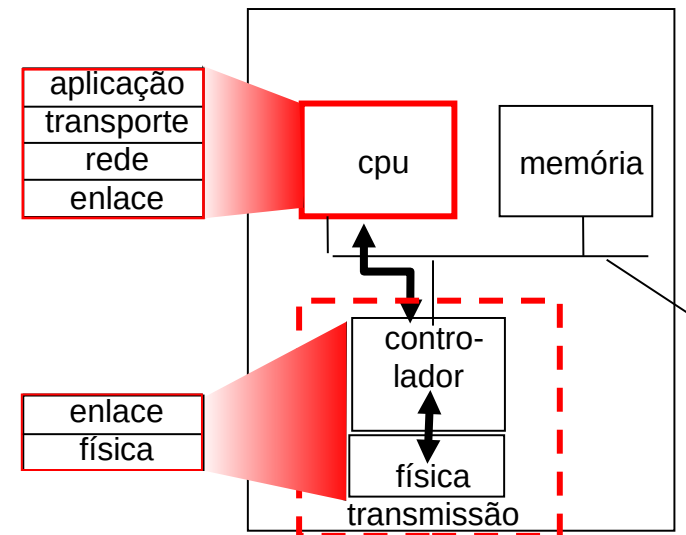 aplicação
transporte
rede
enlace
cpu
memória
contro-
lador
enlace
física
física
transmissão